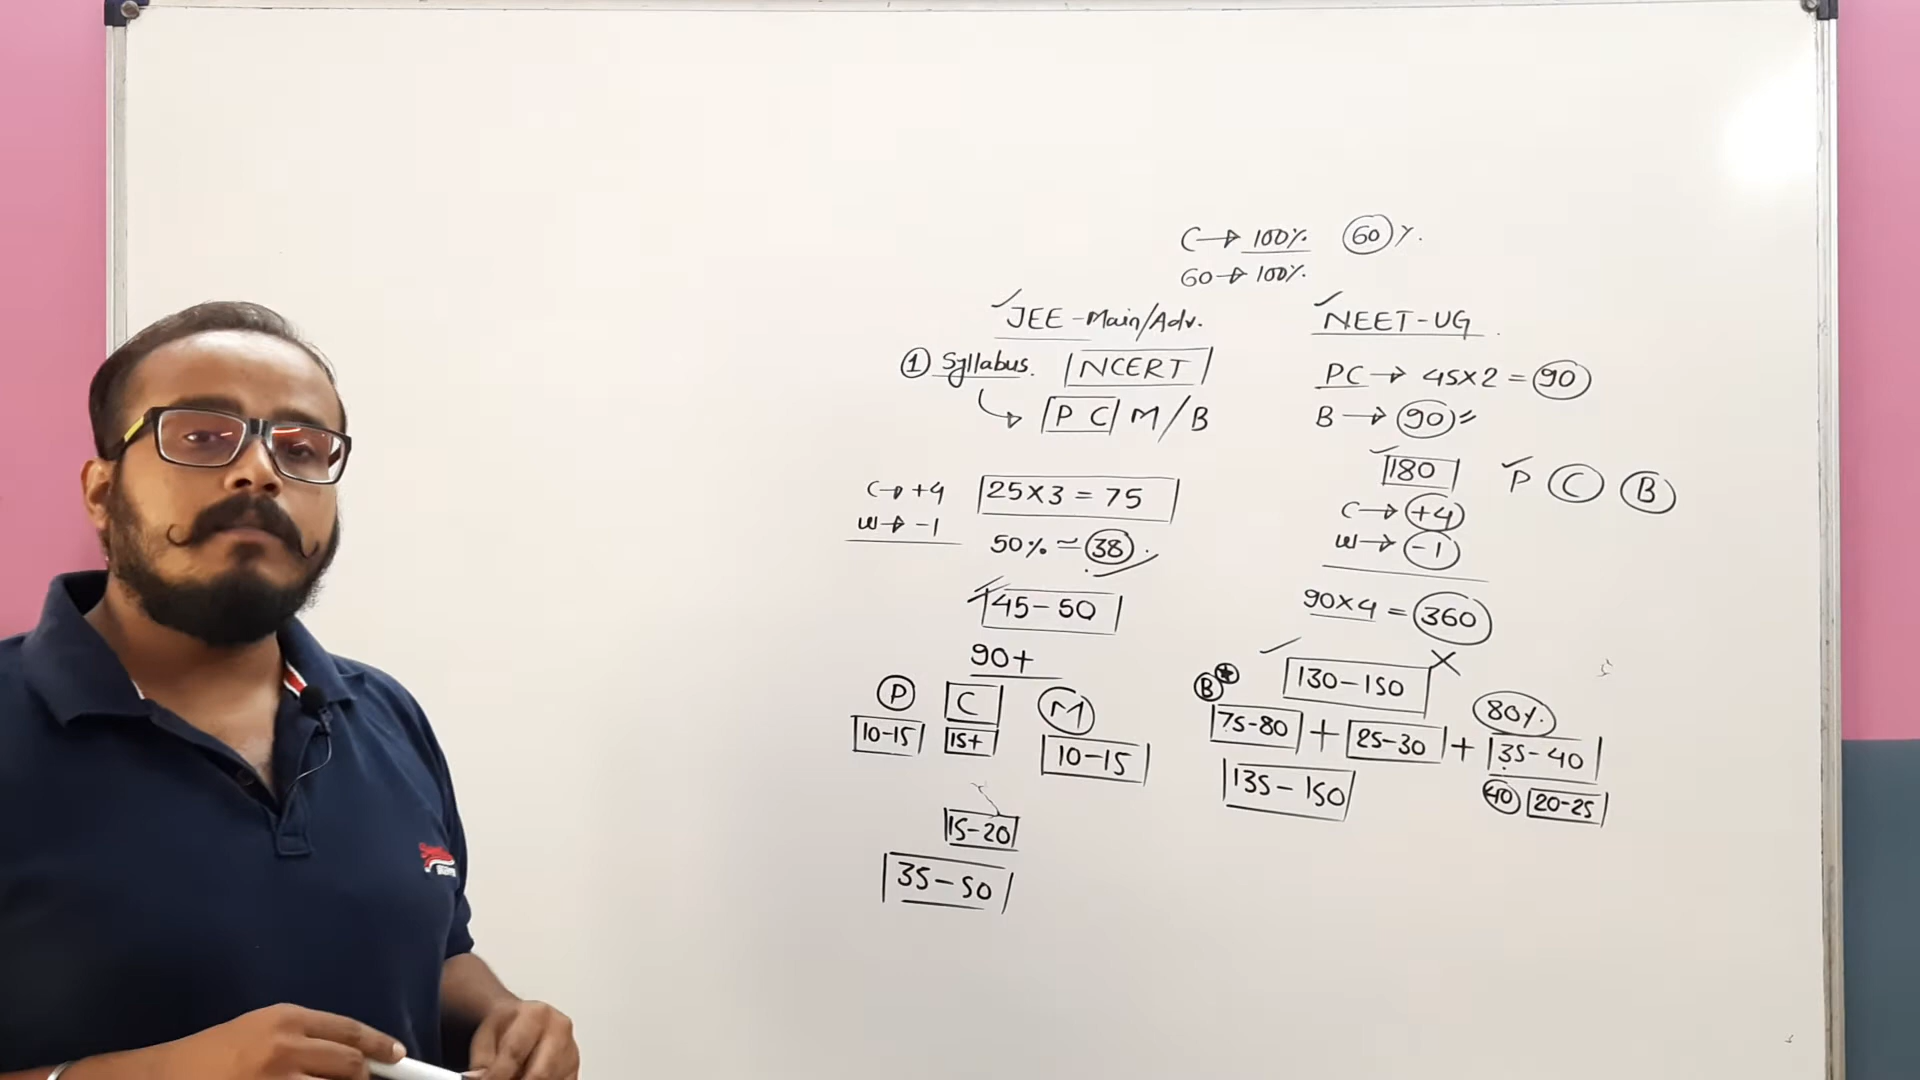 C → 100% 60 %.
60 → 100%.
✓JEE-Main/Adv.
① Syllabus. NCERT
P C M/B
C→ +4 25×3 = 75
W→ -1
50% ≈ 38
45-50
90+
P C M
10-15 15+ 10-15
15-20
35-50
✓NEET-UG
PC → 45×2 = 90
B → 90
180 ✓P C B
C → +4
W → -1
90×4 = 360
130-150 ×
B 80%
75-80 + 25-30 + 35-40
135-150 40 20-25